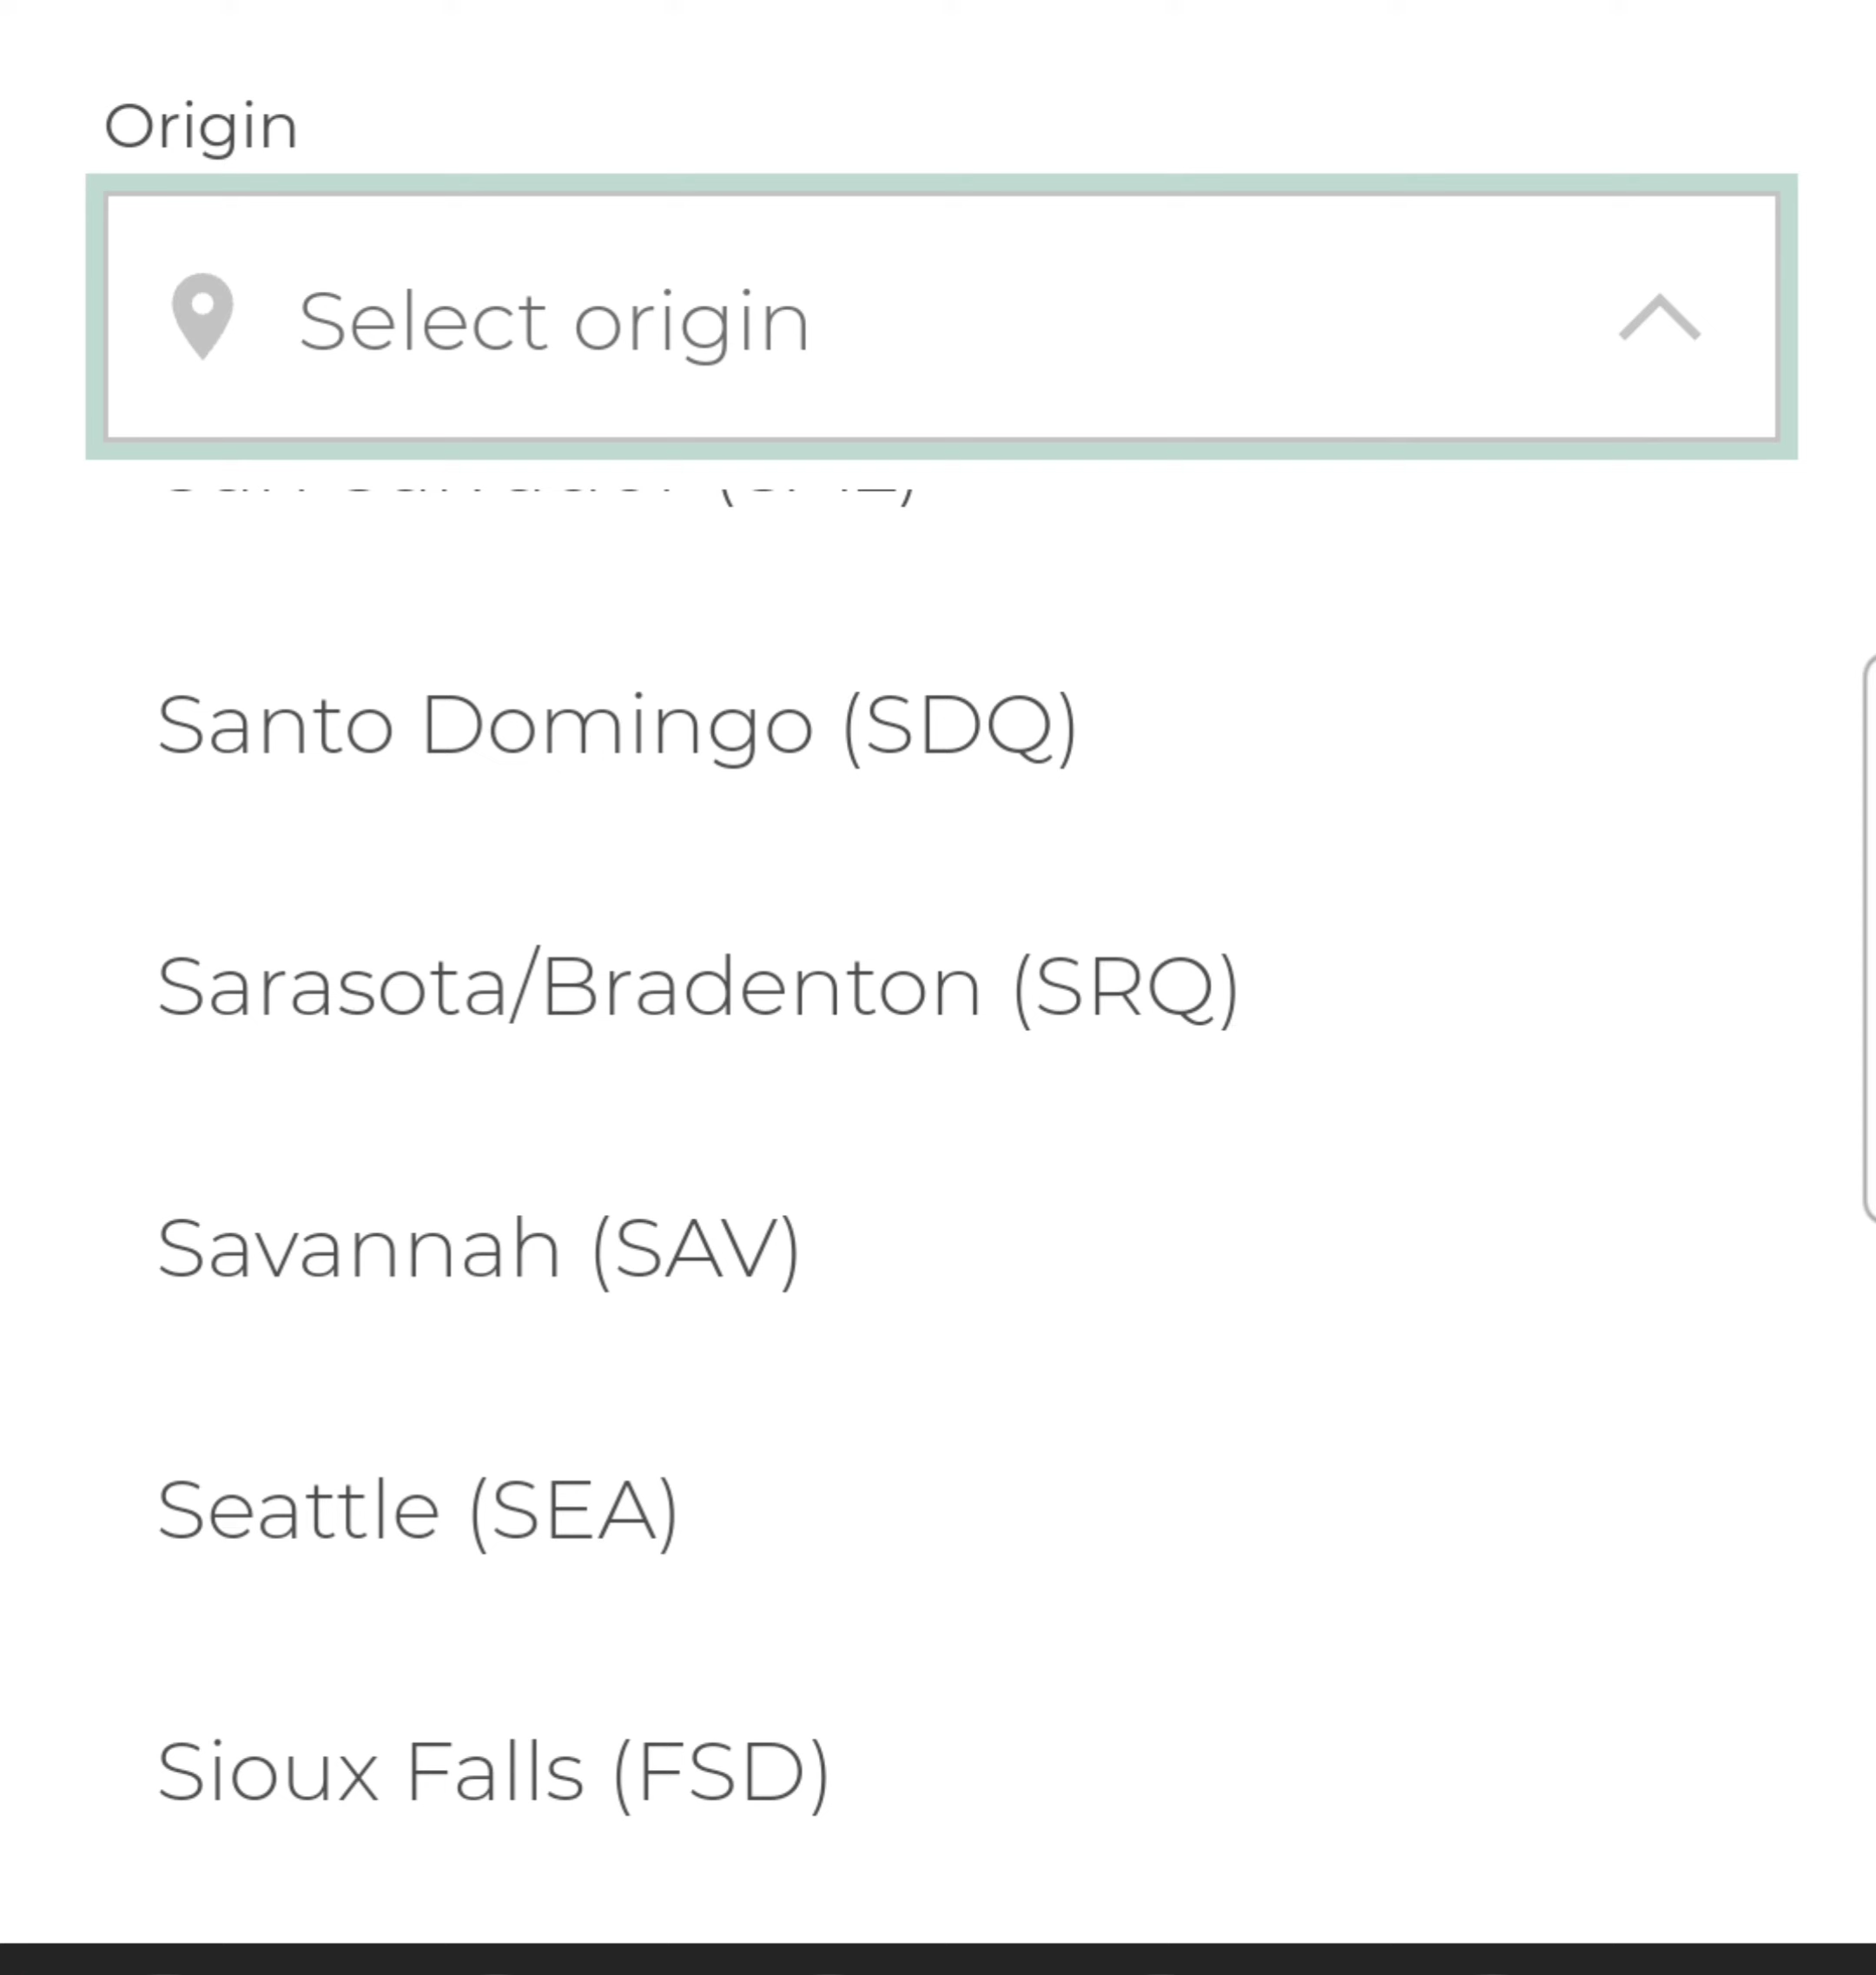 Origin
Select origin
Santo Domingo (SDQ)
Sarasota/Bradenton (SRQ)
Savannah (SAV)
Seattle (SEA)
Sioux Falls (FSD)